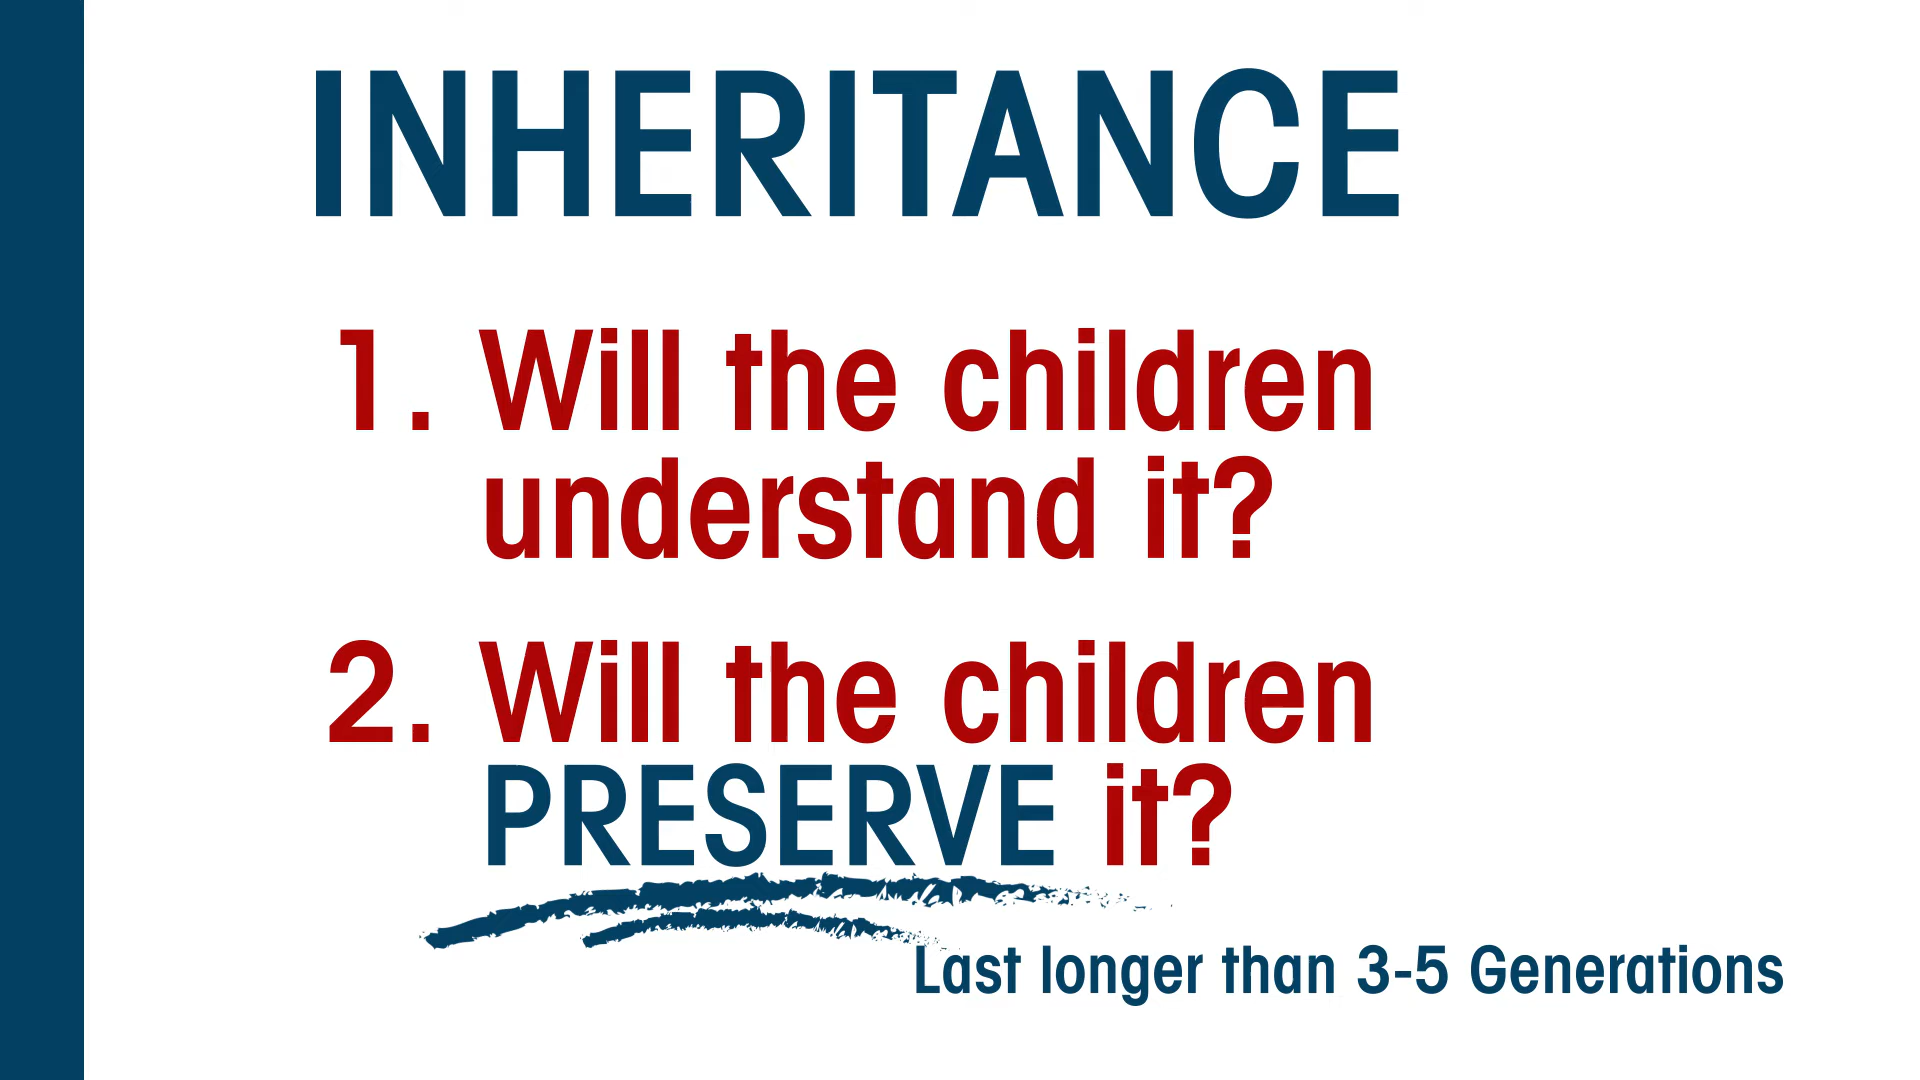 INHERITANCE
1. Will the children
understand it?
2. Will the children
PRESERVE it?
Last longer than 3-5 Generations